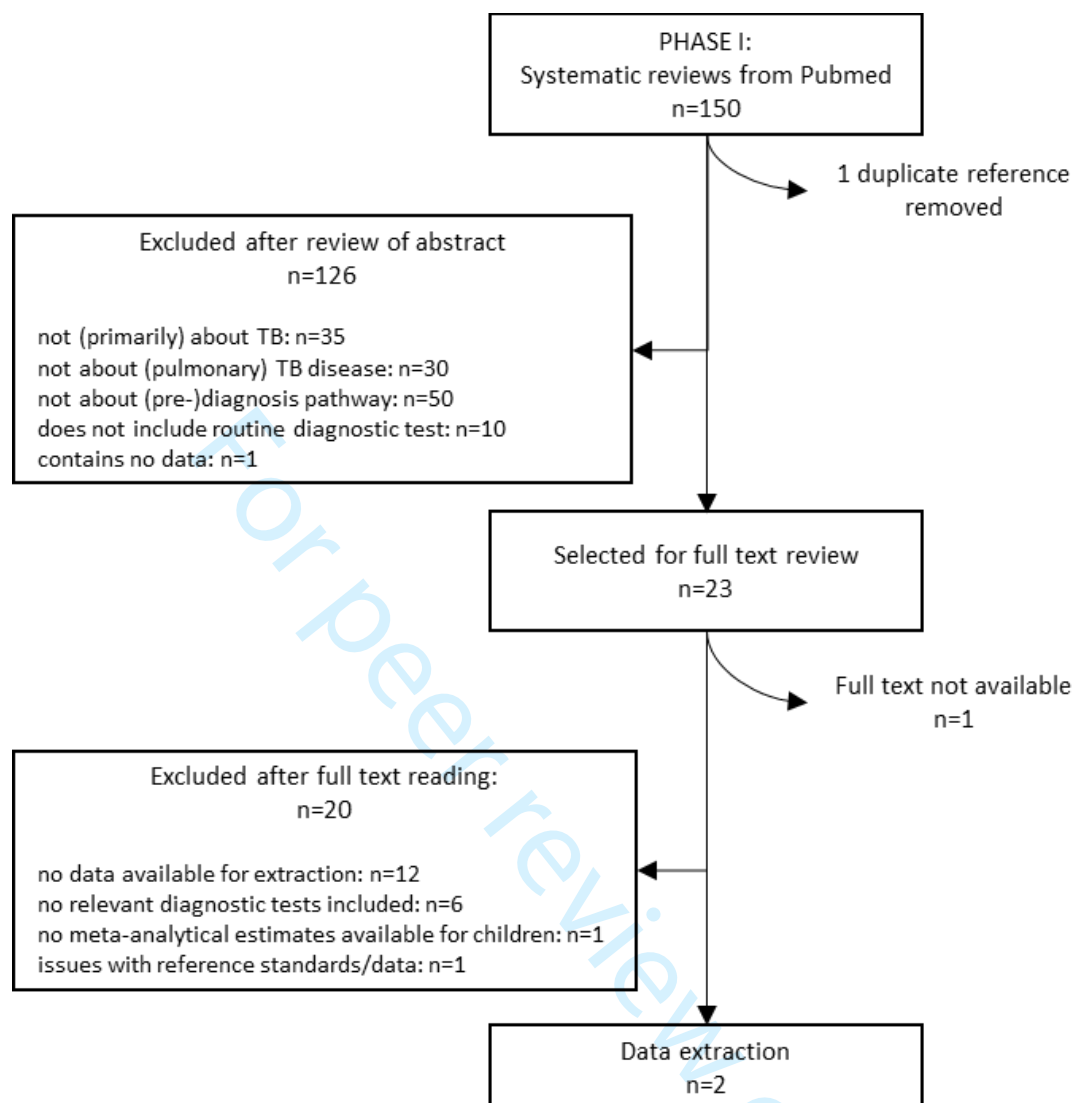 PHASE I:
Systematic reviews from Pubmed
n=150
1 duplicate reference
removed
Excluded after review of abstract
n=126
not (primarily) about TB: n=35
not about (pulmonary) TB disease: n=30
not about (pre-)diagnosis pathway: n=50
does not include routine diagnostic test: n=10
contains no data: n=1
Selected for full text review
n=23
Full text not available
n=1
Excluded after full text reading:
n=20
no data available for extraction: n=12
no relevant diagnostic tests included: n=6
no meta-analytical estimates available for children: n=1
issues with reference standards/data: n=1
Data extraction
n=2
For peer review